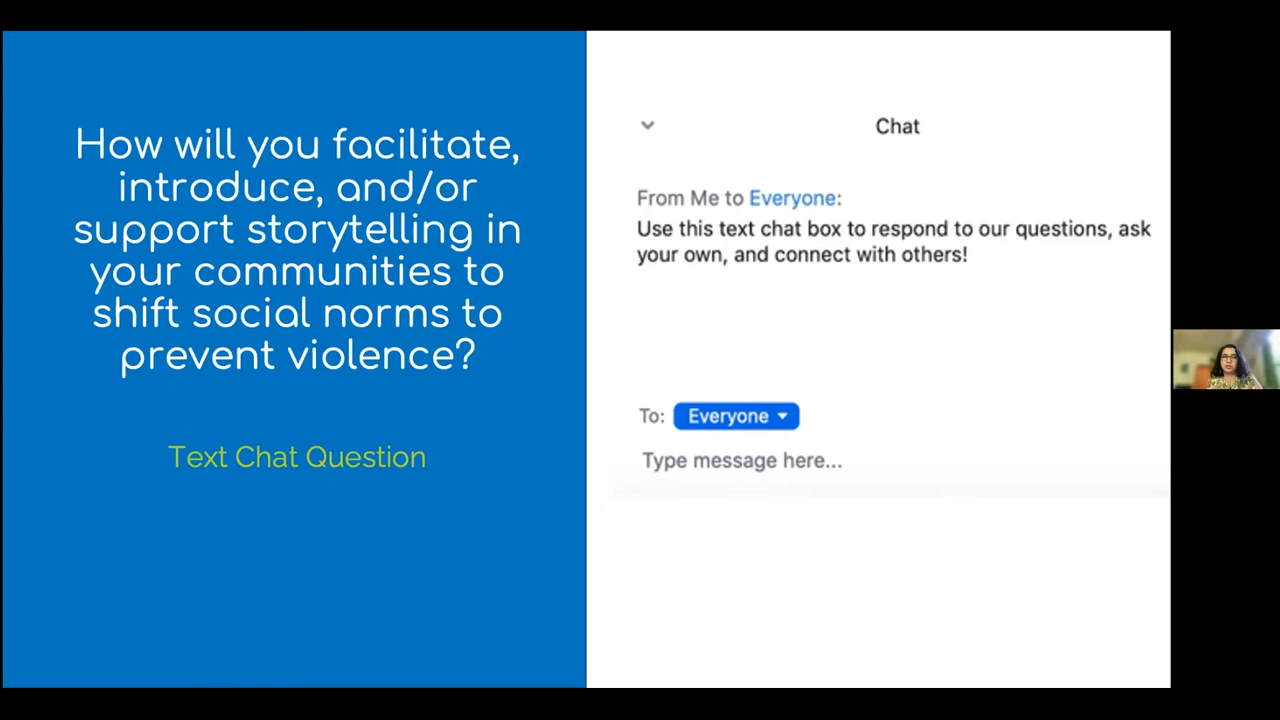 How will you facilitate,
introduce, and/or
support storytelling in
your communities to
shift social norms to
prevent violence?
Text Chat Question
Chat
From Me to Everyone:
Use this text chat box to respond to our questions, ask
your own, and connect with others!
To: Everyone
Type message here...